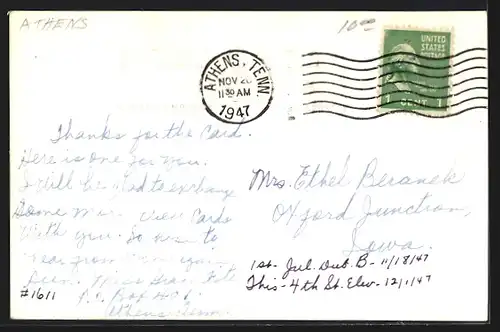 ATHENS
10.00
UNITED
STATES
POSTAGE
1 CENT 1
ATHENS, TENN.
NOV 20
11 30 AM
1947
Thanks for the Card.
Here is one for you.
I will be glad to exchange
Some more view Cards
With you. So
hear from you
P.O. Box
Athens Tenn.
Mrs. Ethel Beranek
Oxford Junction,
Iowa.
1st - Jul. Dub. B - 11/18/47
This - 4th St. Elev - 12/1/47
#1611